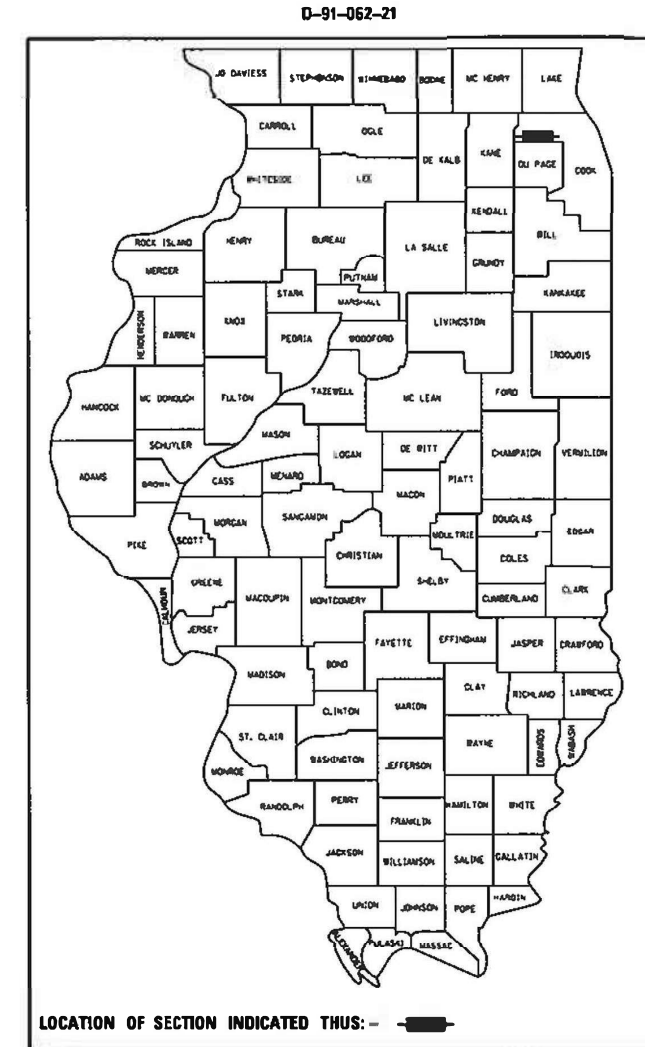 D-91-062-21
JO DAVIESS
STEPHENSON
WINNEBAGO
BOONE
MC HENRY
LAKE
CARROLL
OGLE
DE KALB
KANE
DU PAGE
COOK
WHITESIDE
LEE
KENDALL
WILL
ROCK ISLAND
HENRY
BUREAU
LA SALLE
GRUNDY
MERCER
PUTNAM
STARK
MARSHALL
KANKAKEE
HENDERSON
WARREN
KNOX
PEORIA
WOODFORD
LIVINGSTON
IROQUOIS
HANCOCK
MC DONOUGH
FULTON
TAZEWELL
MC LEAN
FORD
SCHUYLER
MASON
LOGAN
DE WITT
CHAMPAIGN
VERMILION
ADAMS
BROWN
CASS
MENARD
MACON
PIATT
PIKE
SCOTT
MORGAN
SANGAMON
CHRISTIAN
MOULTRIE
DOUGLAS
EDGAR
COLES
CALHOUN
GREENE
MACOUPIN
MONTGOMERY
SHELBY
CUMBERLAND
CLARK
JERSEY
FAYETTE
EFFINGHAM
JASPER
CRAWFORD
MADISON
BOND
CLAY
RICHLAND
LAWRENCE
CLINTON
MARION
ST. CLAIR
WAYNE
EDWARDS
WABASH
MONROE
WASHINGTON
JEFFERSON
RANDOLPH
PERRY
HAMILTON
WHITE
FRANKLIN
JACKSON
WILLIAMSON
SALINE
GALLATIN
UNION
JOHNSON
POPE
HARDIN
ALEXANDER
PULASKI
MASSAC
LOCATION OF SECTION INDICATED THUS: -